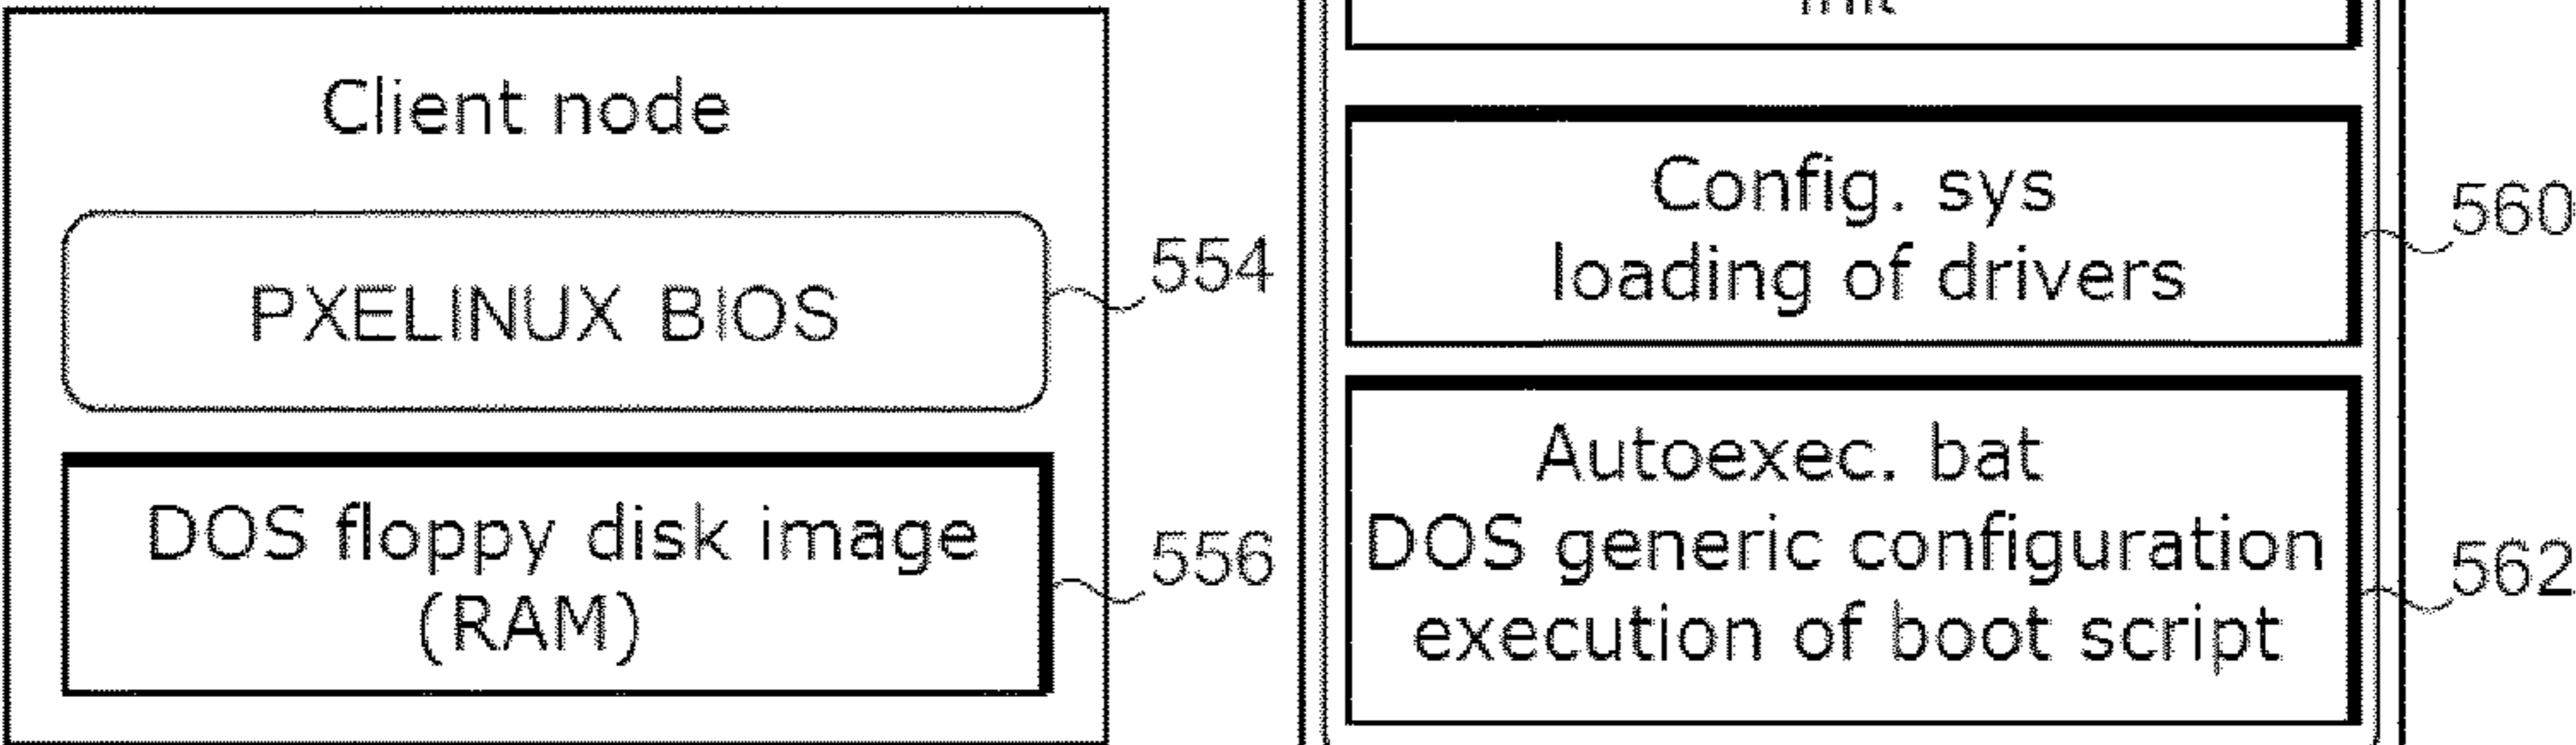 Client node
PXELINUX BIOS
554
DOS floppy disk image
(RAM)
556
Config. sys
loading of drivers
560
Autoexec. bat
DOS generic configuration
execution of boot script
562